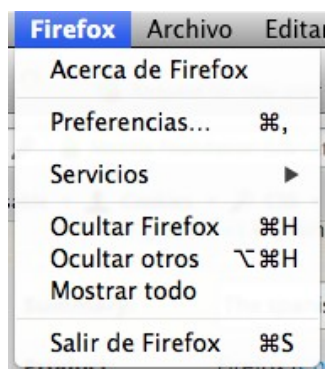 Firefox Archivo Editar
Acerca de Firefox
Preferencias... ⌘,
Servicios ▶
Ocultar Firefox ⌘H
Ocultar otros ⌥⌘H
Mostrar todo
Salir de Firefox ⌘S